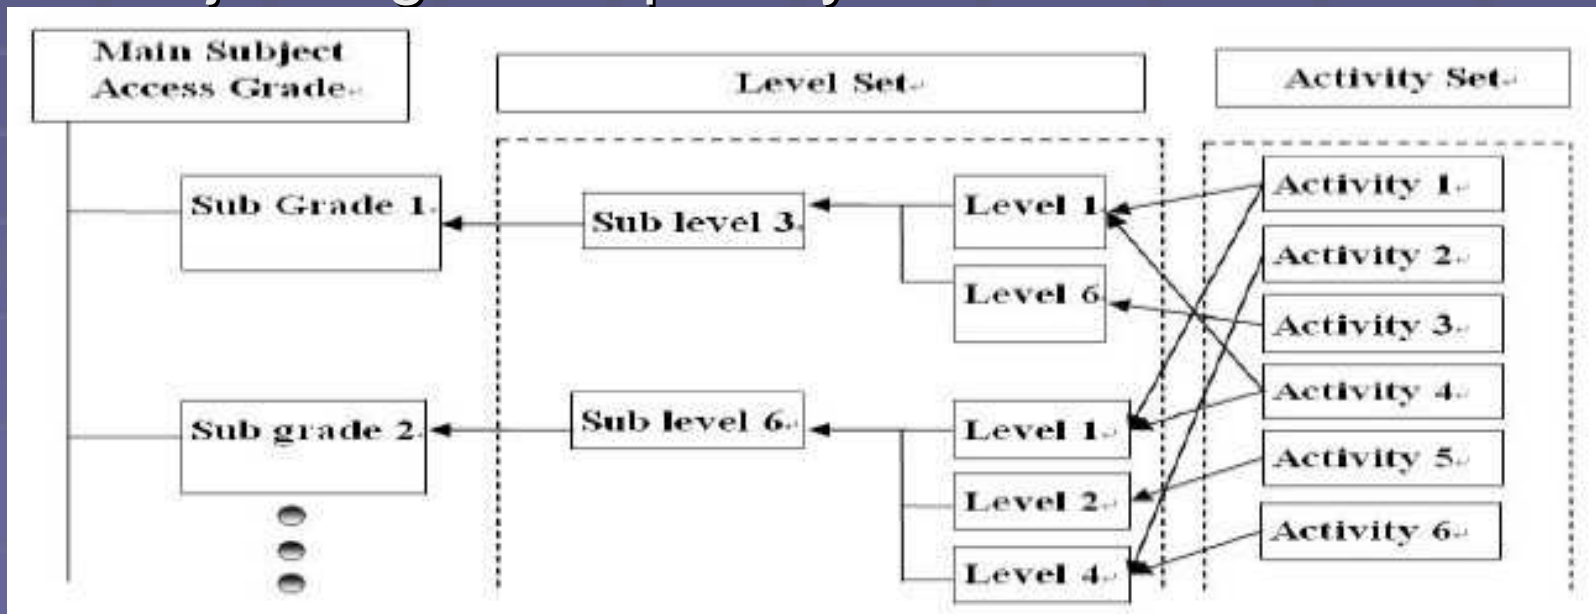 Main Subject
Access Grade
Level Set
Activity Set
Sub Grade 1
Sub level 3
Level 1
Level 6
Activity 1
Activity 2
Activity 3
Activity 4
Activity 5
Activity 6
Sub grade 2
Sub level 6
Level 1
Level 2
Level 4